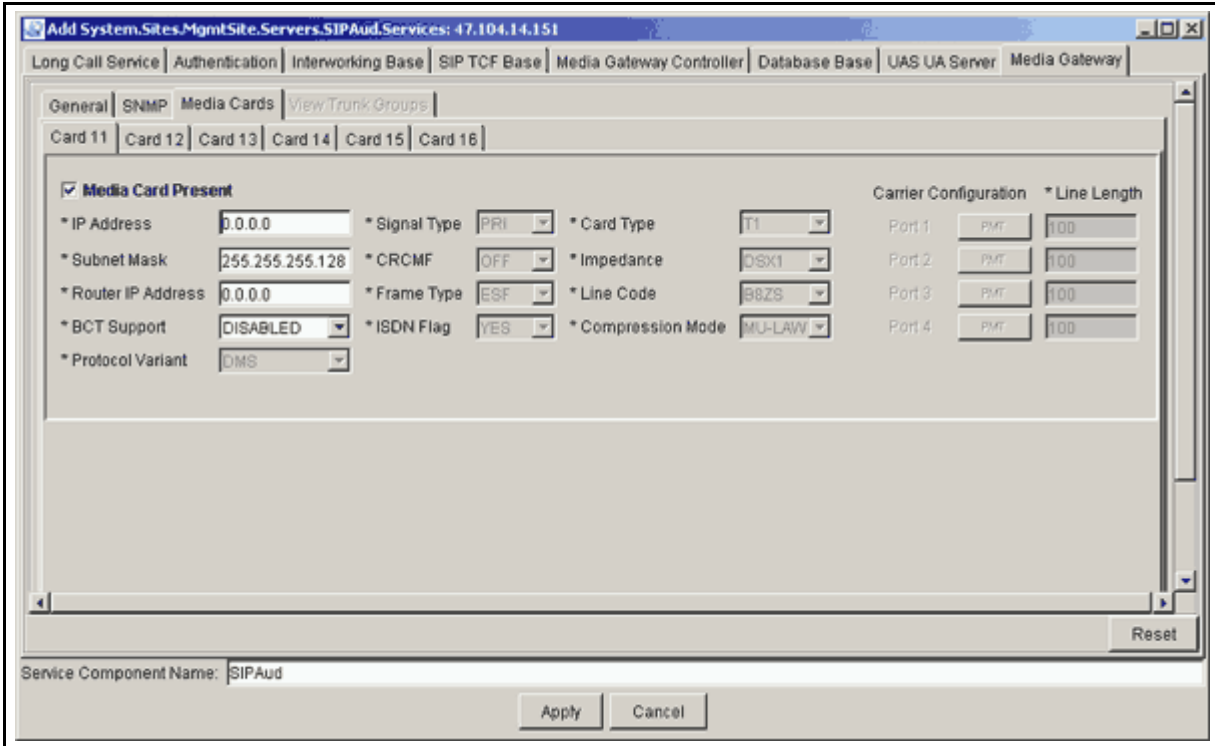 Add System.Sites.MgmtSite.Servers.SIPAud.Services: 47.104.14.151
Long Call Service Authentication Interworking Base SIP TCF Base Media Gateway Controller Database Base UAS UA Server Media Gateway
General SNMP Media Cards View Trunk Groups
Card 11 Card 12 Card 13 Card 14 Card 15 Card 16
Media Card Present Carrier Configuration * Line Length
* IP Address 0.0.0.0 * Signal Type PRI * Card Type T1 Port 1 PMT 100
* Subnet Mask 255.255.255.128 * CRCMF OFF * Impedance DSX1 Port 2 PMT 100
* Router IP Address 0.0.0.0 * Frame Type ESF * Line Code B8ZS Port 3 PMT 100
* BCT Support DISABLED * ISDN Flag YES * Compression Mode MU-LAW Port 4 PMT 100
* Protocol Variant DMS
Reset
Service Component Name: SIPAud
Apply Cancel